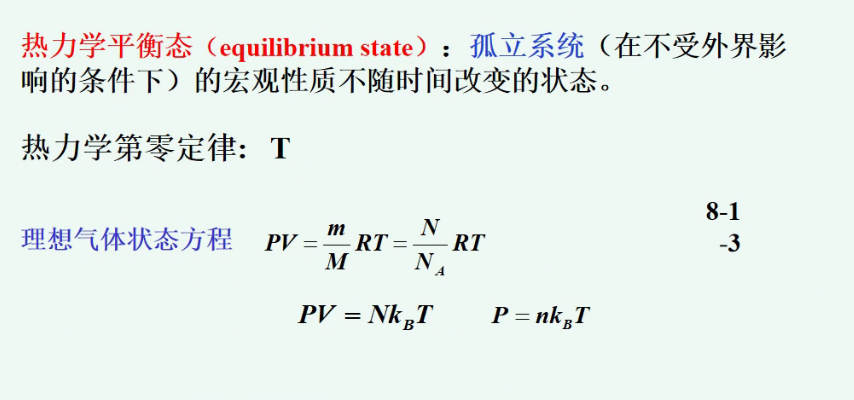 热力学平衡态（equilibrium state）：孤立系统（在不受外界影
响的条件下）的宏观性质不随时间改变的状态。
热力学第零定律： T
8-1
理想气体状态方程 PV = m/M RT = N/N_A RT -3
PV = Nk_BT P = nk_BT